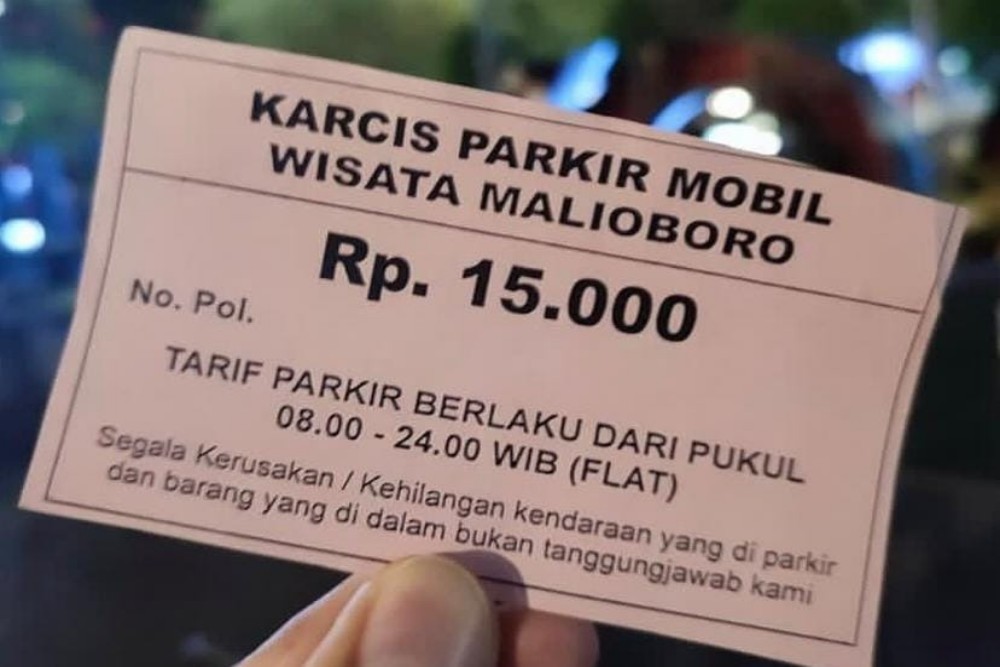 KARCIS PARKIR MOBIL
WISATA MALIOBORO
Rp. 15.000
No. Pol.
TARIF PARKIR BERLAKU DARI PUKUL
08.00 - 24.00 WIB (FLAT)
Segala Kerusakan / Kehilangan kendaraan yang di parkir
dan barang yang di dalam bukan tanggungjawab kami